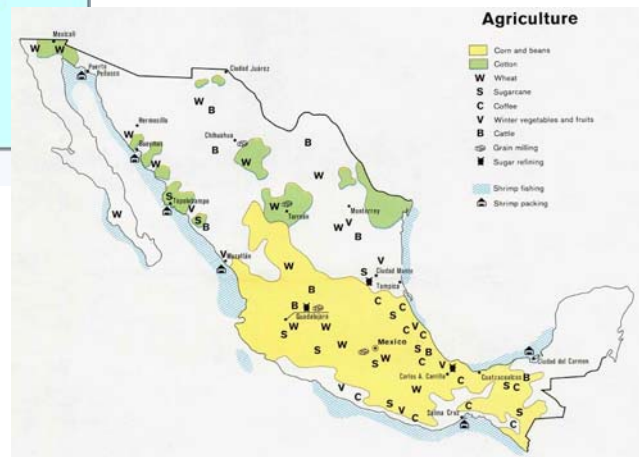 Agriculture
Corn and beans
Cotton
W Wheat
S Sugarcane
C Coffee
V Winter vegetables and fruits
B Cattle
Grain milling
Sugar refining
Shrimp fishing
Shrimp packing
Mexicali
W W
Puerto
Peñasco
Ciudad Juárez
W
B
Hermosillo
W
Chihuahua
B
B
Guaymas
W
W
W
S
Topolobampo
V
S
B
W
W
Torreón
Monterrey
W V
B
V
Mazatlán
W
V
S
Ciudad Mante
Tampico
B
C
C
S
B
Guadalajara
W W
S
W
S
Mexico
W
S
C V
C
S B
C
V
Carlos A. Carrillo
C
Coatzacoalcos
B
S C
Ciudad del Carmen
W
V
C
S
V
C
C
Salina Cruz
S
C